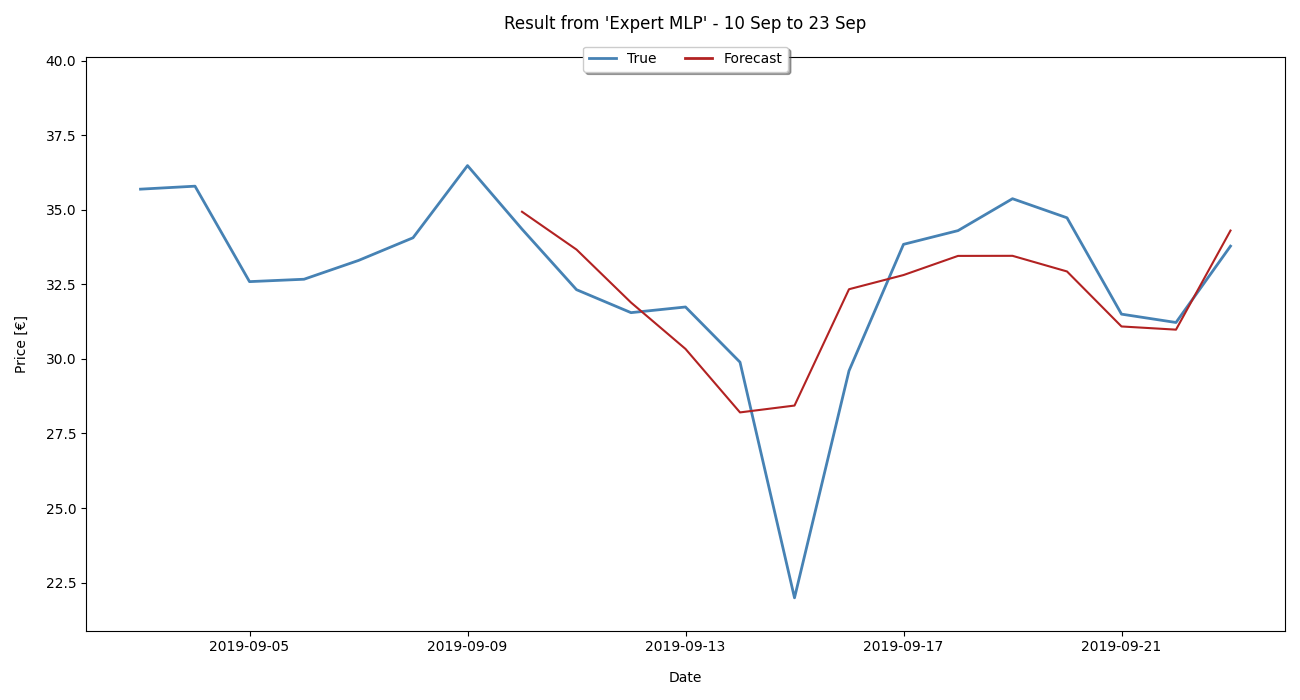 Result from 'Expert MLP' - 10 Sep to 23 Sep
True Forecast
40.0
37.5
35.0
32.5
30.0
27.5
25.0
22.5
Price [€]
2019-09-05 2019-09-09 2019-09-13 2019-09-17 2019-09-21
Date